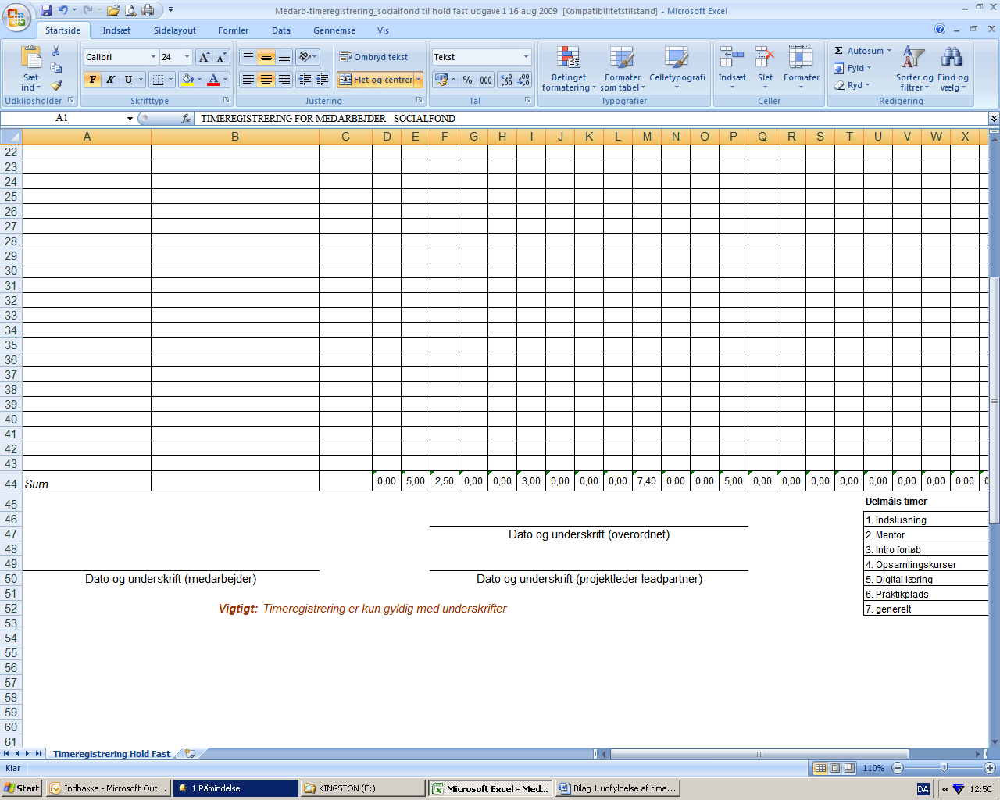 Medarb-timeregistrering_socialfond til hold fast udgave 1 16 aug 2009 [Kompatibilitetstilstand] - Microsoft Excel
Startside Indsæt Sidelayout Formler Data Gennemse Vis
Sæt ind
Calibri 24
F K U
Ombryd tekst
Flet og centrer
Tekst
% 000
Betinget formatering
Formater som tabel
Celletypografi
Indsæt Slet Formater
Σ Autosum
Fyld
Ryd
Sorter og filtrer
Find og vælg
Udklipsholder Skrifttype Justering Tal Typografier Celler Redigering
A1 fx TIMEREGISTRERING FOR MEDARBEJDER - SOCIALFOND
A B C D E F G H I J K L M N O P Q R S T U V W X
22
23
24
25
26
27
28
29
30
31
32
33
34
35
36
37
38
39
40
41
42
43
44 Sum 0,00 5,00 2,50 0,00 0,00 3,00 0,00 0,00 0,00 7,40 0,00 0,00 5,00 0,00 0,00 0,00 0,00 0,00 0,00 0,00 0,00
45 Delmåls timer
46 1. Indslusning
47 Dato og underskrift (overordnet) 2. Mentor
48 3. Intro forløb
49 4. Opsamlingskurser
50 Dato og underskrift (medarbejder) Dato og underskrift (projektleder leadpartner) 5. Digital læring
51 6. Praktikplads
52 Vigtigt: Timeregistrering er kun gyldig med underskrifter 7. generelt
53
54
55
56
57
58
59
60
61
Timeregistrering Hold Fast
Klar 110%
Start Indbakke - Microsoft Out... 1 Påmindelse KINGSTON (E:) Microsoft Excel - Med... Bilag 1 udfyldelse af time... DA « 12:50